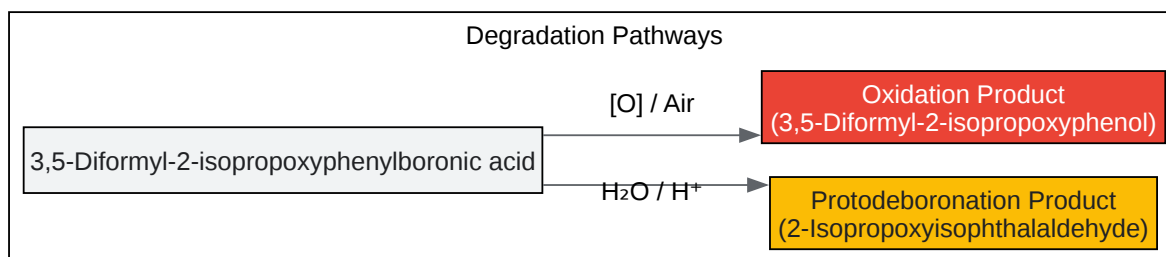 Degradation Pathways
[O] / Air
Oxidation Product
(3,5-Diformyl-2-isopropoxyphenol)
3,5-Diformyl-2-isopropoxyphenylboronic acid
H₂O / H⁺
Protodeboronation Product
(2-Isopropoxyisophthalaldehyde)